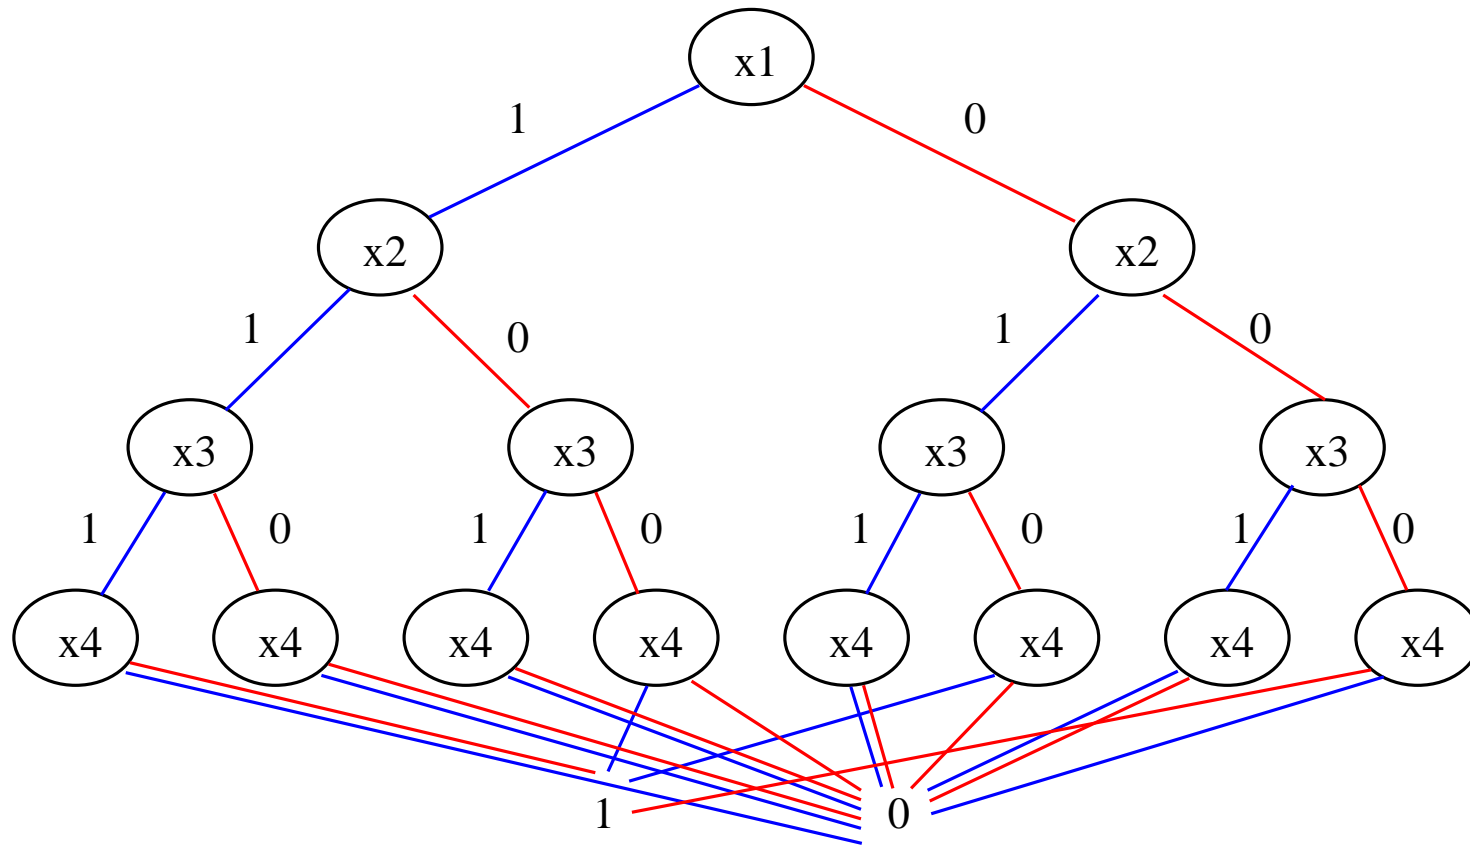 x1
1 0
x2 x2
1 0 1 0
x3 x3 x3 x3
1 0 1 0 1 0 1 0
x4 x4 x4 x4 x4 x4 x4 x4
1 0